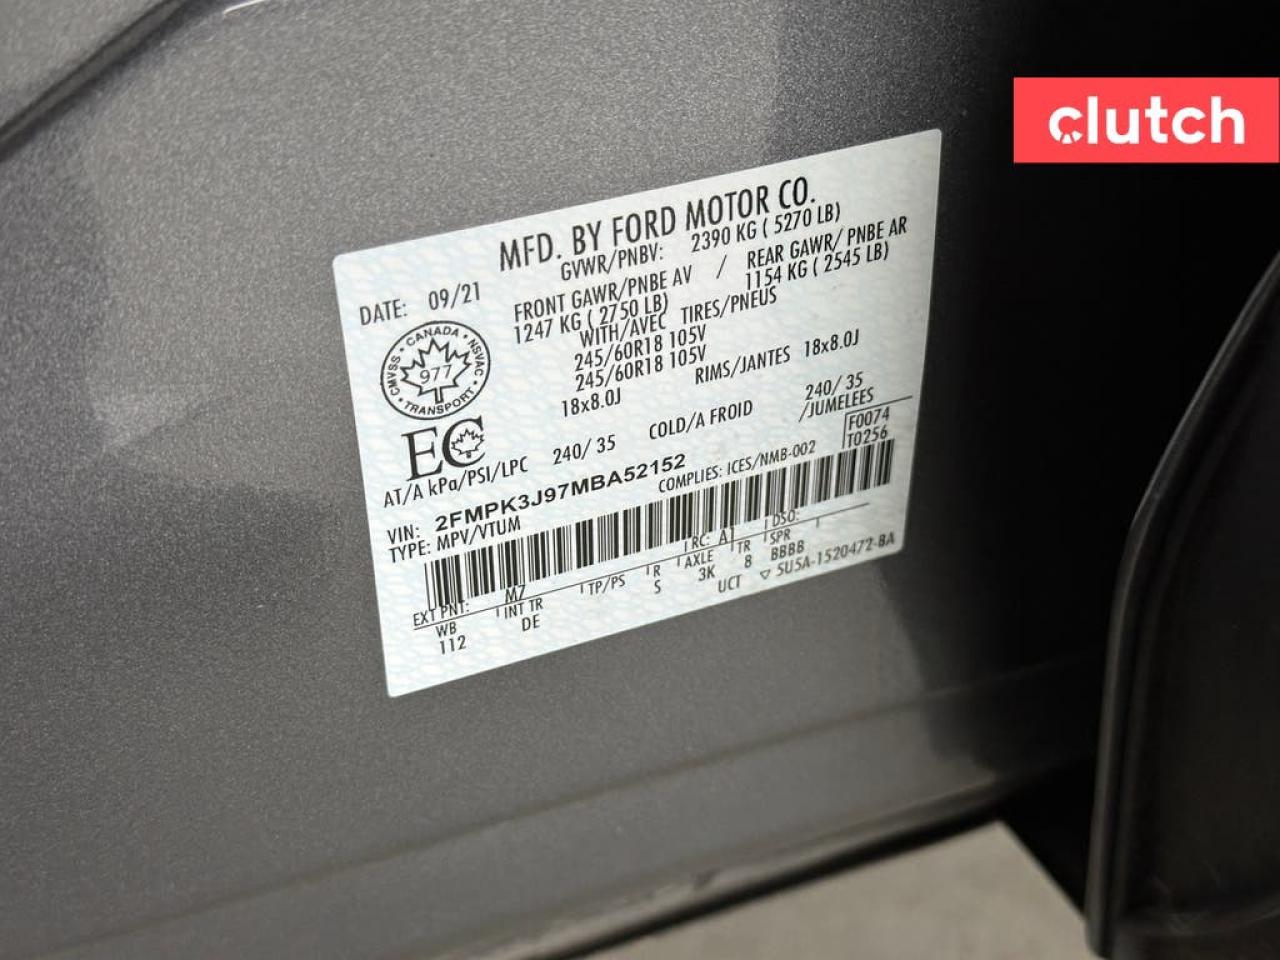 clutch
MFD. BY FORD MOTOR CO.
GVWR/PNBV: 2390 KG ( 5270 LB)
DATE: 09/21
FRONT GAWR/PNBE AV / REAR GAWR/ PNBE AR
1247 KG ( 2750 LB) 1154 KG ( 2545 LB)
WITH/AVEC TIRES/PNEUS
245/60R18 105V
245/60R18 105V
18x8.0J RIMS/JANTES 18x8.0J
CANADA • NSVAC • TRANSPORT • CMVSS •
977
EC
AT/A kPa/PSI/LPC 240/ 35 COLD/A FROID 240/ 35
/JUMELEES
F0074
T0256
VIN: 2FMPK3J97MBA52152
TYPE: MPV/VTUM COMPLIES: ICES/NMB-002
EXT PNT: M7 RC: A1 DSO:
WB INT TR TP/PS R AXLE TR SPR
112 DE S 3K 8 BBBB
UCT ▽ 5U5A-1520472-BA